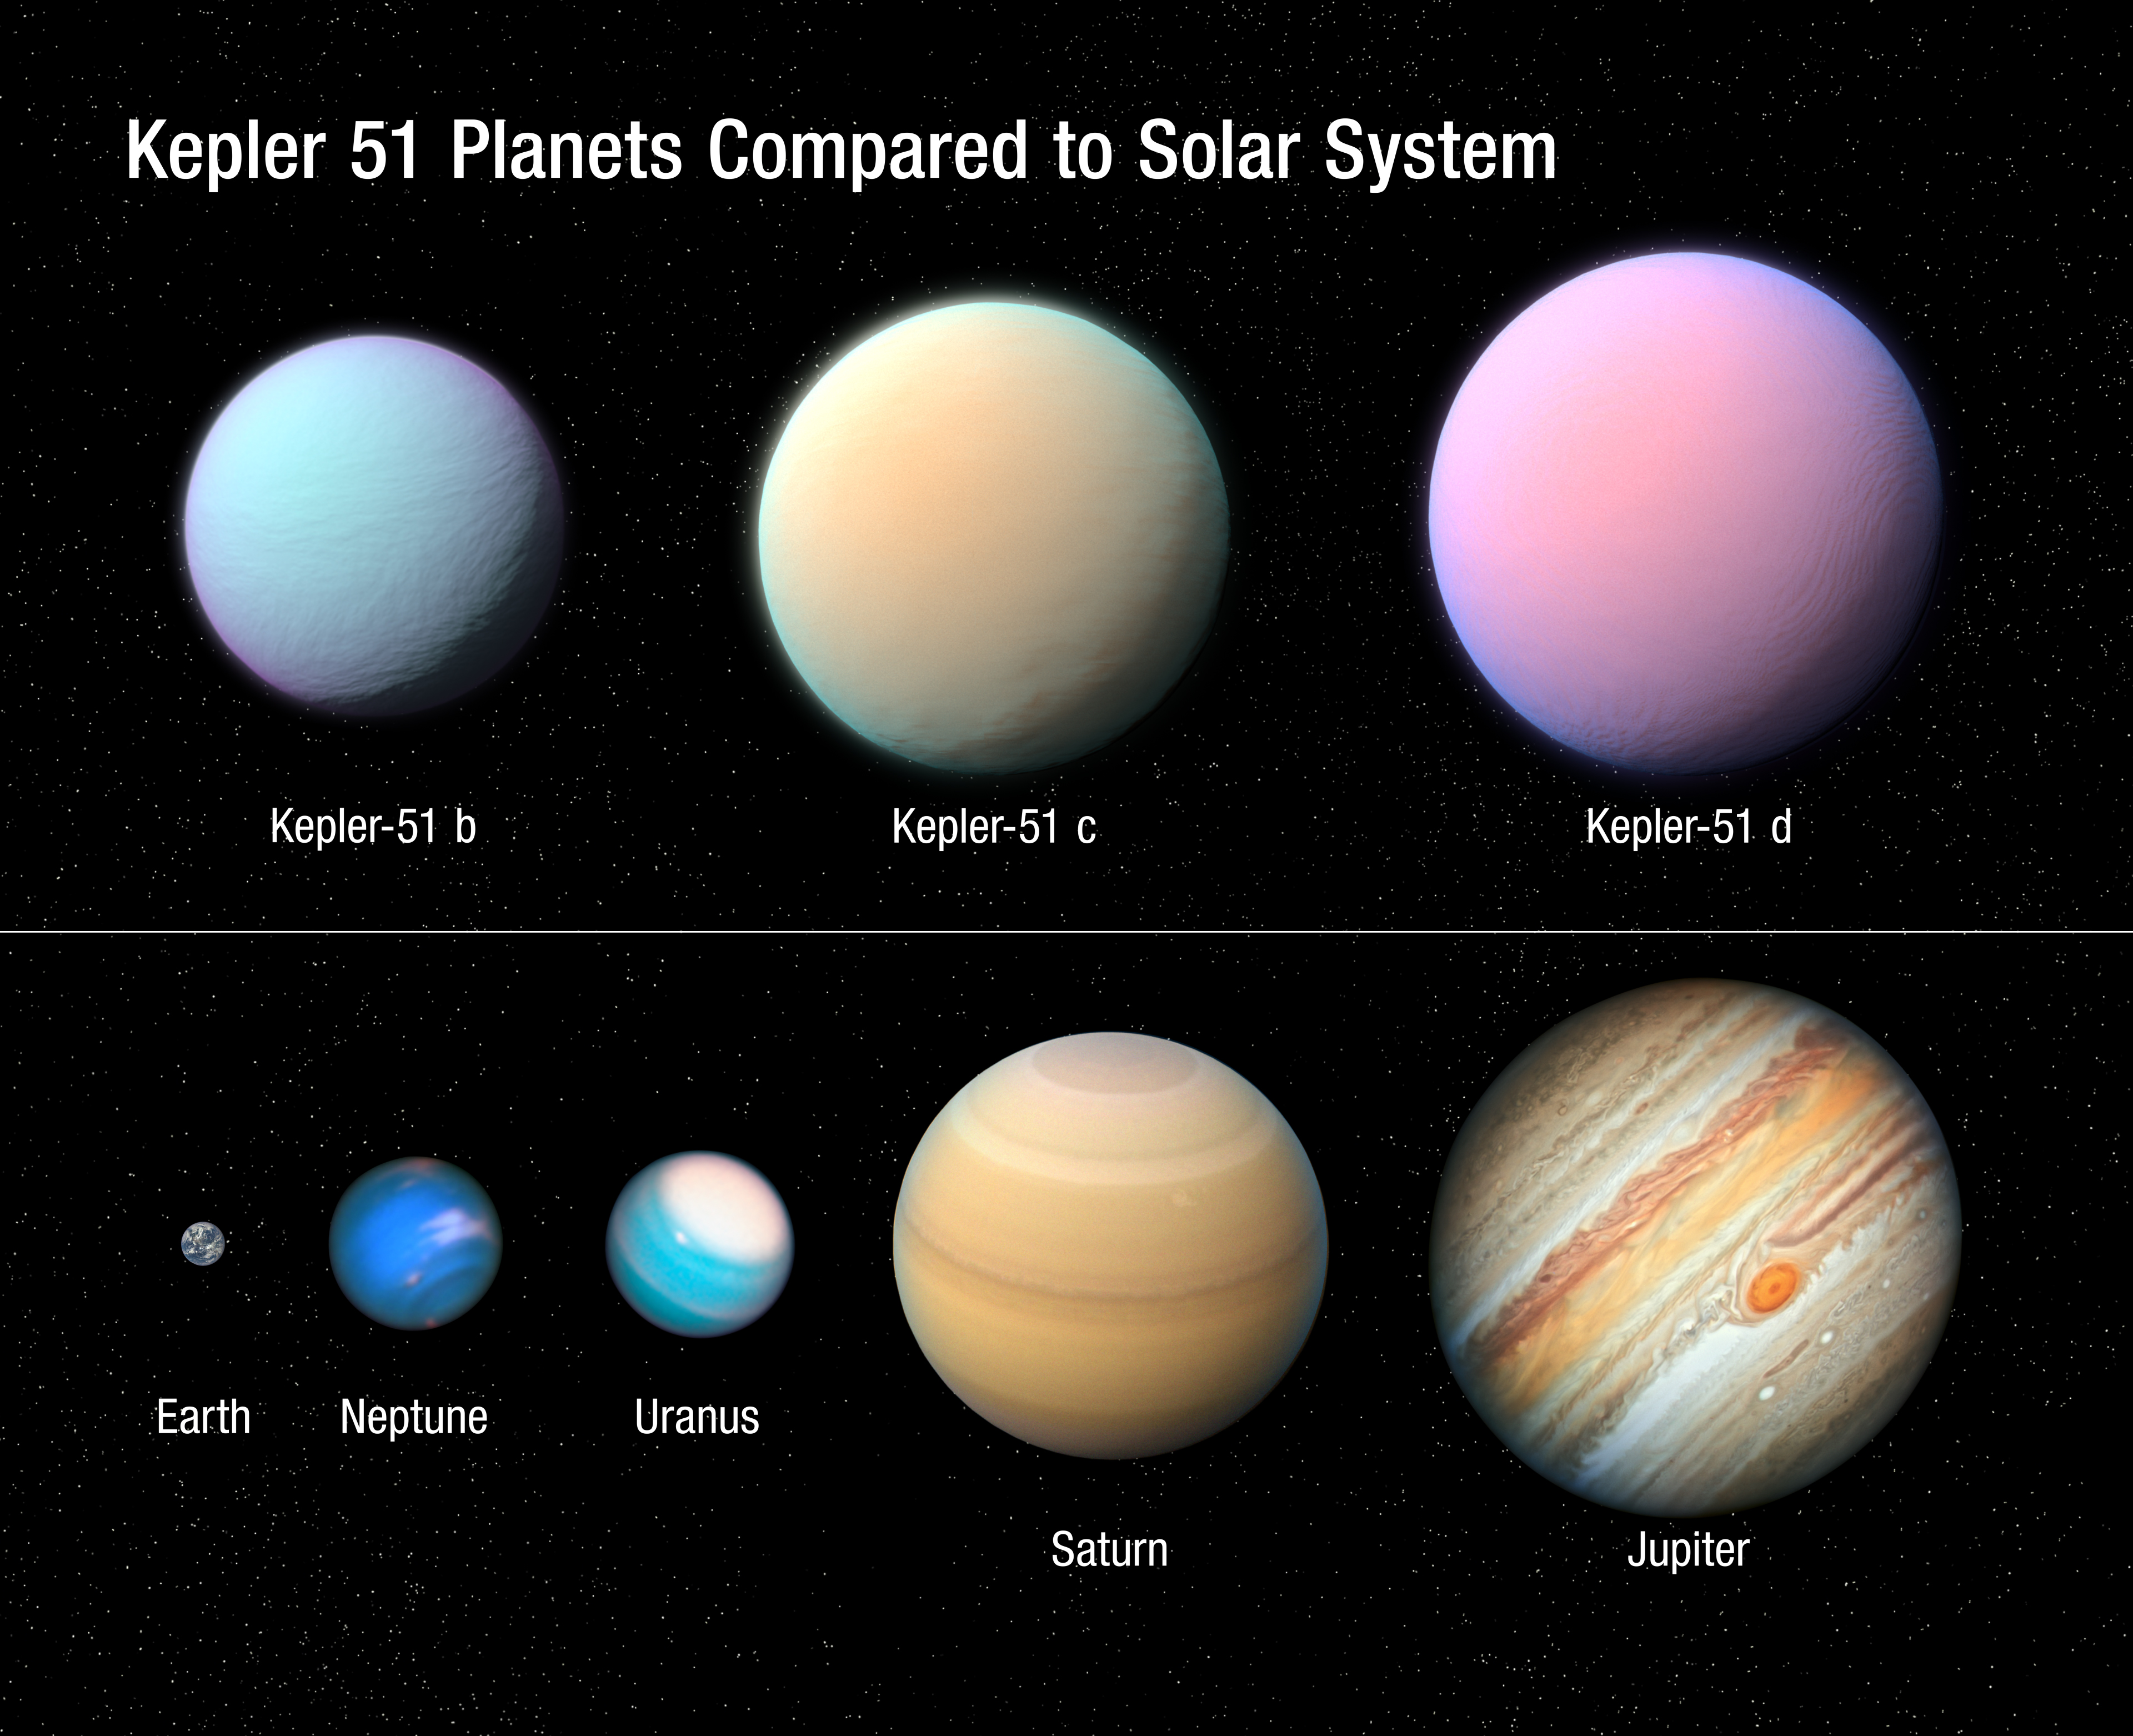 Kepler 51 Planets Compared to Solar System
Kepler-51 b
Kepler-51 c
Kepler-51 d
Earth
Neptune
Uranus
Saturn
Jupiter